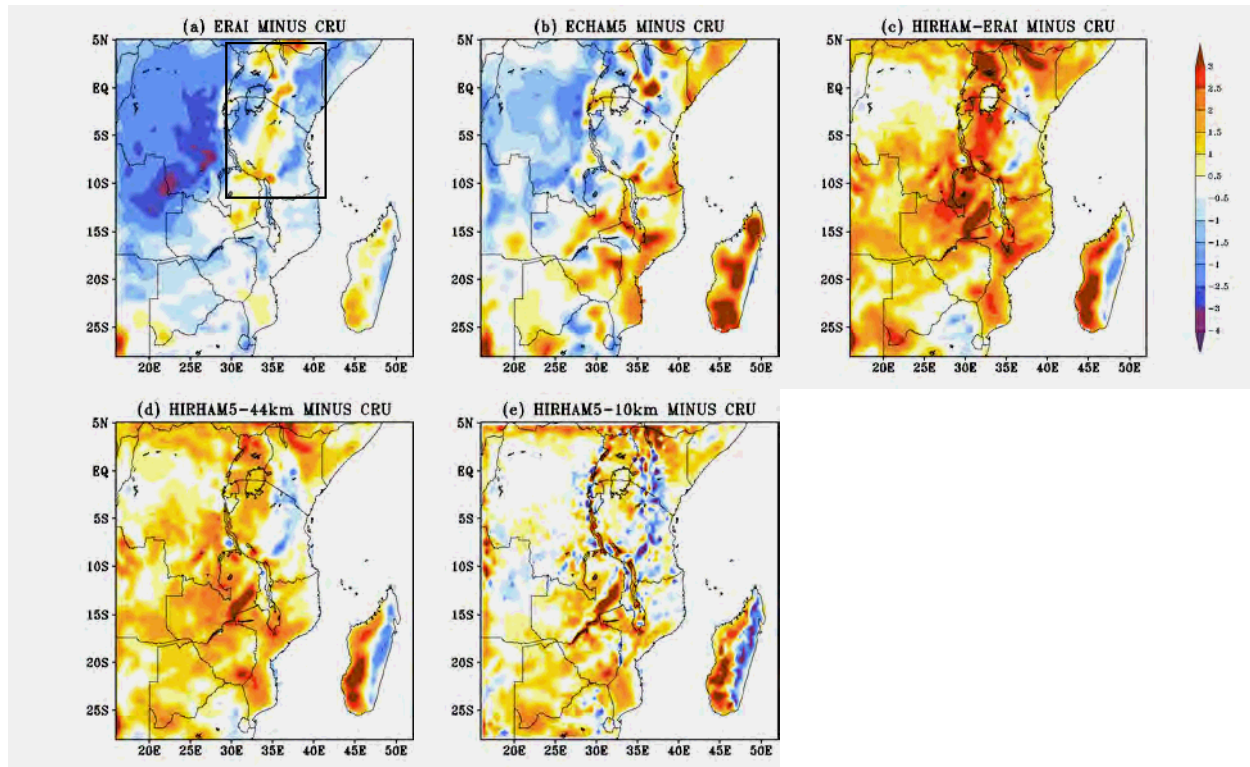 (a) ERAI MINUS CRU
(b) ECHAM5 MINUS CRU
(c) HIRHAM-ERAI MINUS CRU
5N
EQ
5S
10S
15S
20S
25S
20E 25E 30E 35E 40E 45E 50E
5N
EQ
5S
10S
15S
20S
25S
20E 25E 30E 35E 40E 45E 50E
5N
EQ
5S
10S
15S
20S
25S
20E 25E 30E 35E 40E 45E 50E
3
2.5
2
1.5
1
0.5
-0.5
-1
-1.5
-2
-1
-2.5
-3
-4
(d) HIRHAM5-44km MINUS CRU
(e) HIRHAM5-10km MINUS CRU
5N
EQ
5S
10S
15S
20S
25S
20E 25E 30E 35E 40E 45E 50E
5N
EQ
5S
10S
15S
20S
25S
20E 25E 30E 35E 40E 45E 50E